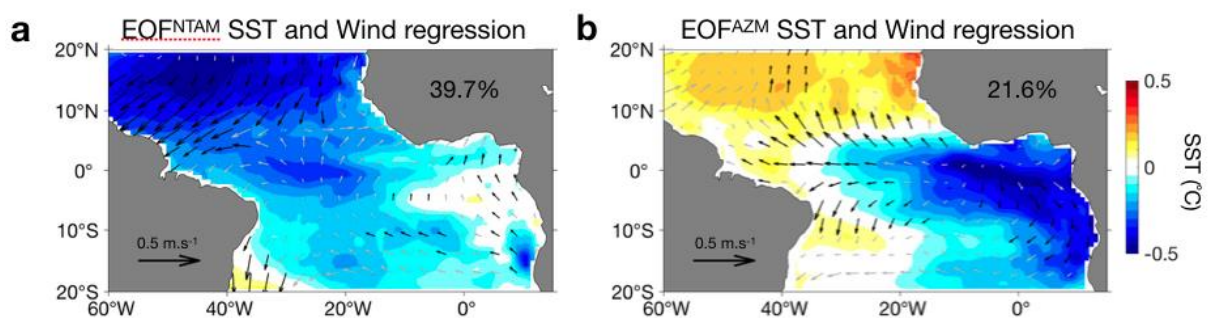 a EOFNTAM SST and Wind regression
b EOFAZM SST and Wind regression
20°N
10°N
0°
10°S
20°S
60°W
40°W
20°W
0°
39.7%
0.5 m.s-1
20°N
10°N
0°
10°S
20°S
60°W
40°W
20°W
0°
21.6%
0.5 m.s-1
0.5
0
-0.5
SST (°C)